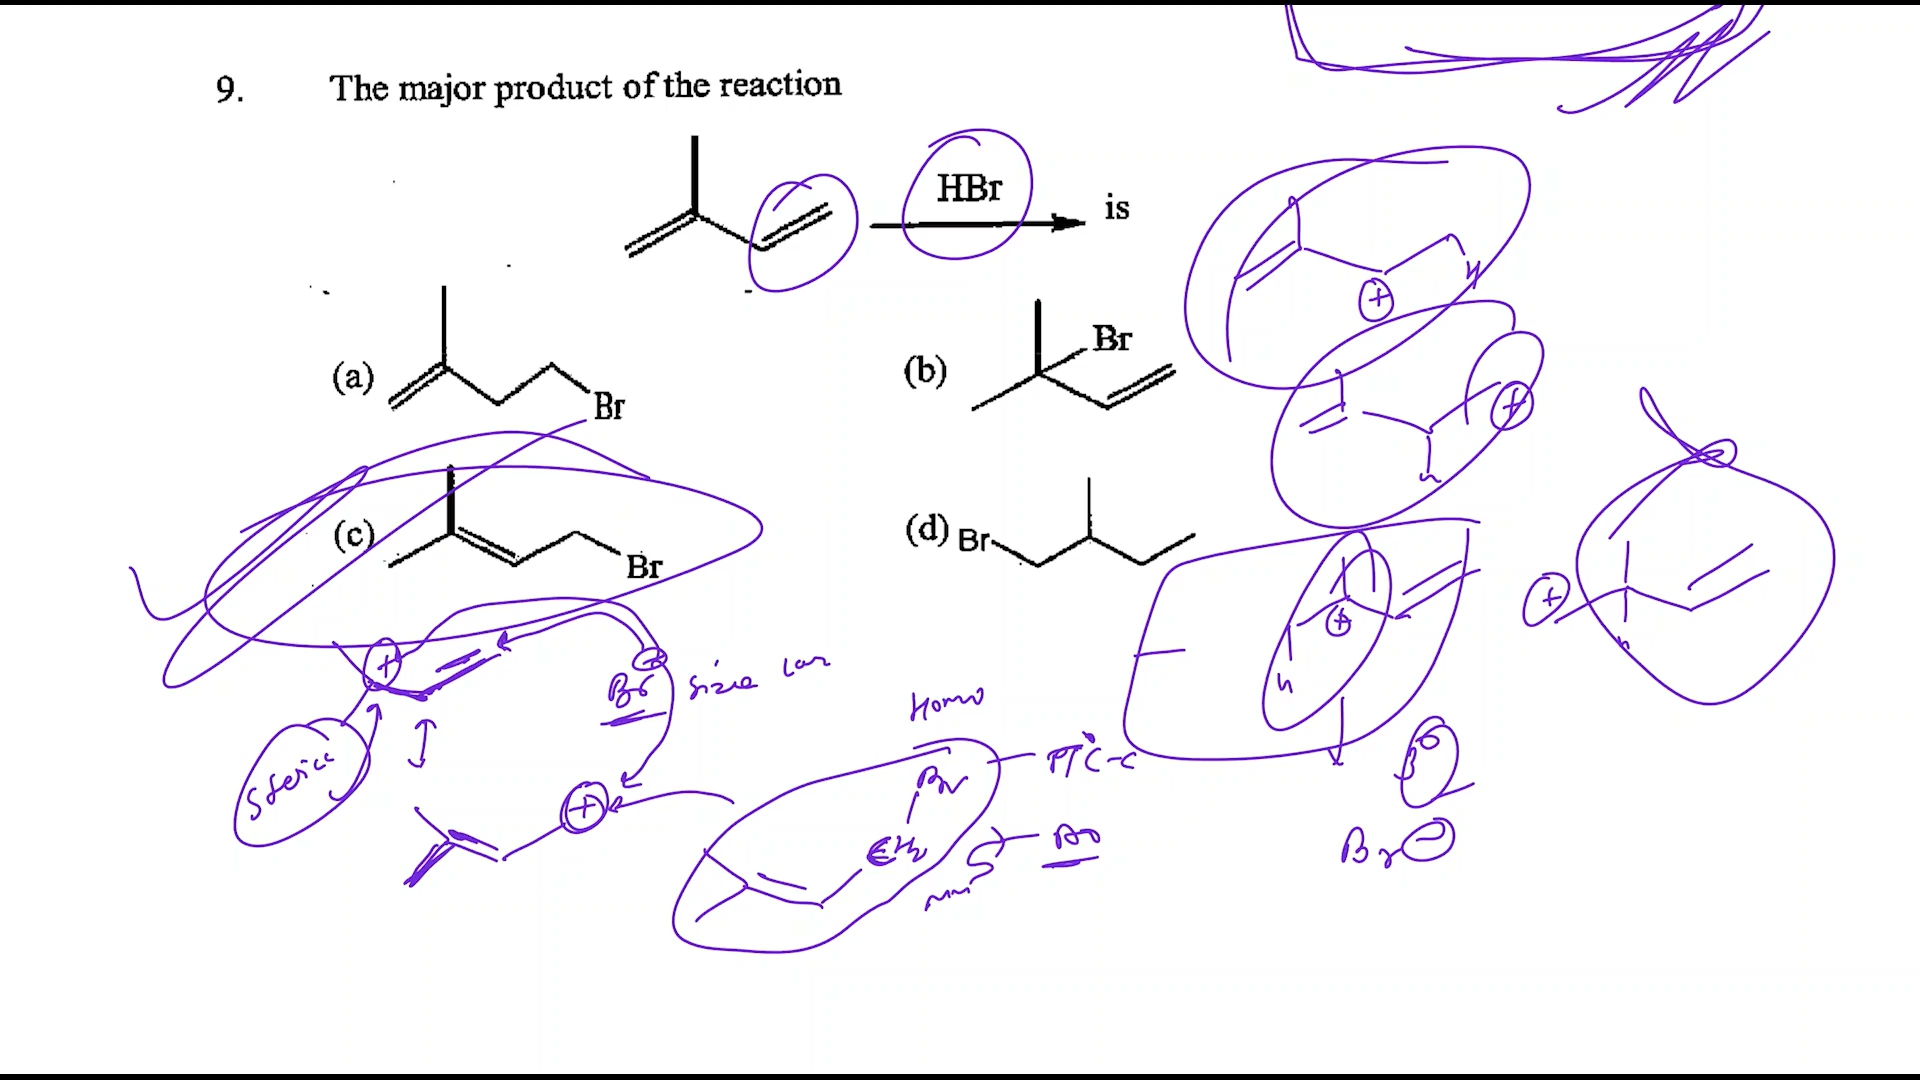 9. The major product of the reaction
HBr
is
(a)
Br
(b)
Br
(c)
Br
(d) Br
H
⊕
⊕
⊕
⊕
⊕
Br size
Steric
Homo
Br
CH2
⊕
Br⊖